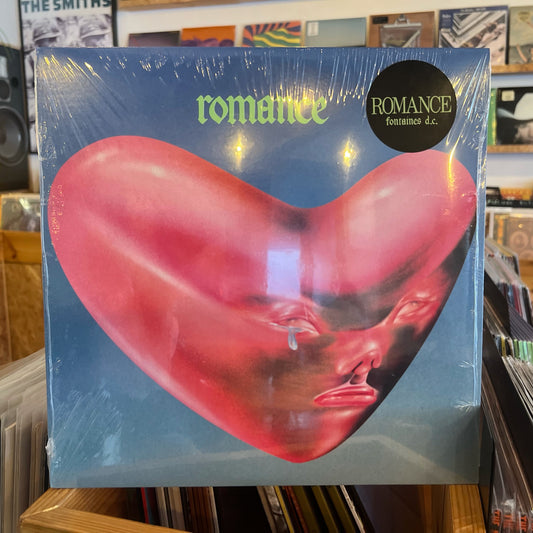 THE SMITHS
romance
ROMANCE
fontaines d.c.